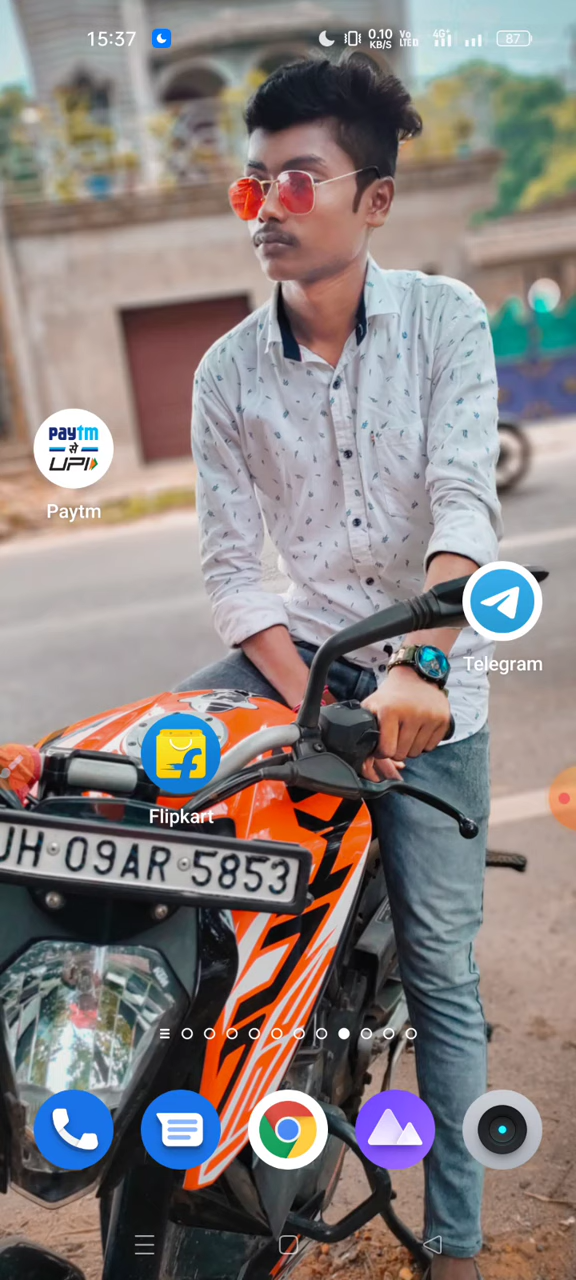 15:37
0.10
KB/S
Vo
LTE
4G+
87
paytm
से
UPI
Paytm
Telegram
Flipkart
JH·09AR·5853